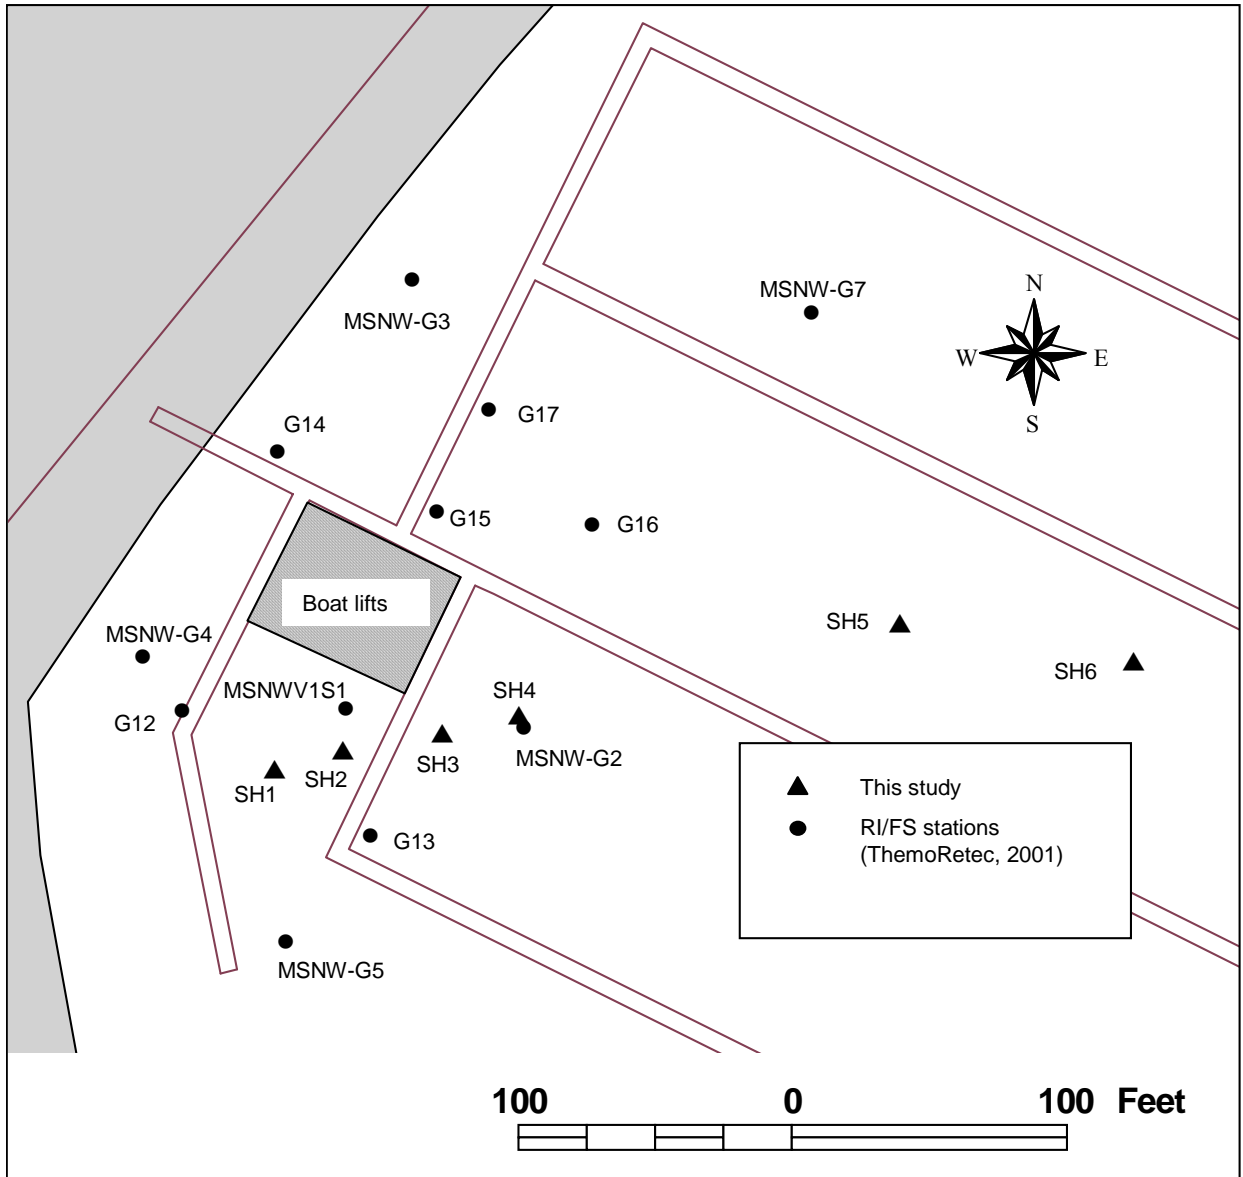 MSNW-G7
N
MSNW-G3
W
E
G17
S
G14
G15
G16
Boat lifts
SH5
MSNW-G4
SH6
MSNWV1S1
SH4
G12
MSNW-G2
SH3
SH2
SH1
This study
G13
RI/FS stations
(ThemoRetec, 2001)
MSNW-G5
100 0 100 Feet